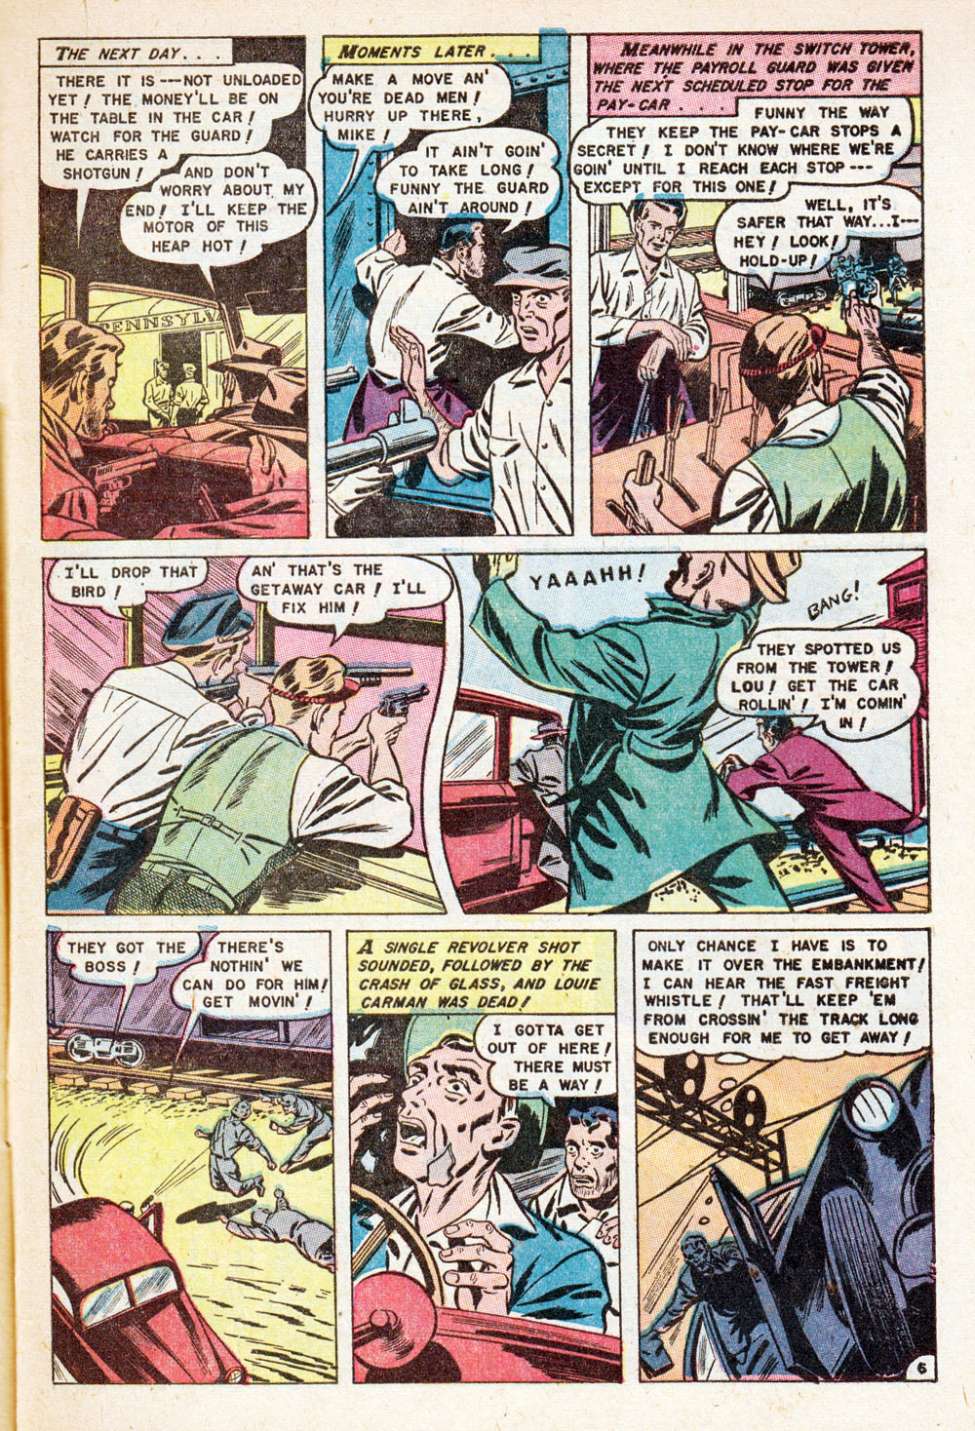 THE NEXT DAY...
THERE IT IS---NOT UNLOADED
YET! THE MONEY'LL BE ON
THE TABLE IN THE CAR!
WATCH FOR THE GUARD!
HE CARRIES A
SHOTGUN!
AND DON'T
WORRY ABOUT MY
END! I'LL KEEP THE
MOTOR OF THIS
HEAP HOT!
PENNSYLV
MOMENTS LATER...
MAKE A MOVE AN'
YOU'RE DEAD MEN!
HURRY UP THERE,
MIKE!
IT AIN'T GOIN'
TO TAKE LONG!
FUNNY THE GUARD
AIN'T AROUND!
MEANWHILE IN THE SWITCH TOWER,
WHERE THE PAYROLL GUARD WAS GIVEN
THE NEXT SCHEDULED STOP FOR THE
PAY-CAR...
FUNNY THE WAY
THEY KEEP THE PAY-CAR STOPS A
SECRET! I DON'T KNOW WHERE WE'RE
GOIN' UNTIL I REACH EACH STOP---
EXCEPT FOR THIS ONE!
WELL, IT'S
SAFER THAT WAY...I--
HEY! LOOK!
HOLD-UP!
I'LL DROP THAT
BIRD!
AN' THAT'S THE
GETAWAY CAR! I'LL
FIX HIM!
YAAAHH!
BANG!
THEY SPOTTED US
FROM THE TOWER!
LOU! GET THE CAR
ROLLIN'! I'M COMIN'
IN!
THEY GOT THE
BOSS!
THERE'S
NOTHIN' WE
CAN DO FOR HIM!
GET MOVIN'!
A SINGLE REVOLVER SHOT
SOUNDED, FOLLOWED BY THE
CRASH OF GLASS, AND LOUIE
CARMAN WAS DEAD!
I GOTTA GET
OUT OF HERE!
THERE MUST
BE A WAY!
ONLY CHANCE I HAVE IS TO
MAKE IT OVER THE EMBANKMENT!
I CAN HEAR THE FAST FREIGHT
WHISTLE! THAT'LL KEEP 'EM
FROM CROSSIN' THE TRACK LONG
ENOUGH FOR ME TO GET AWAY!
6